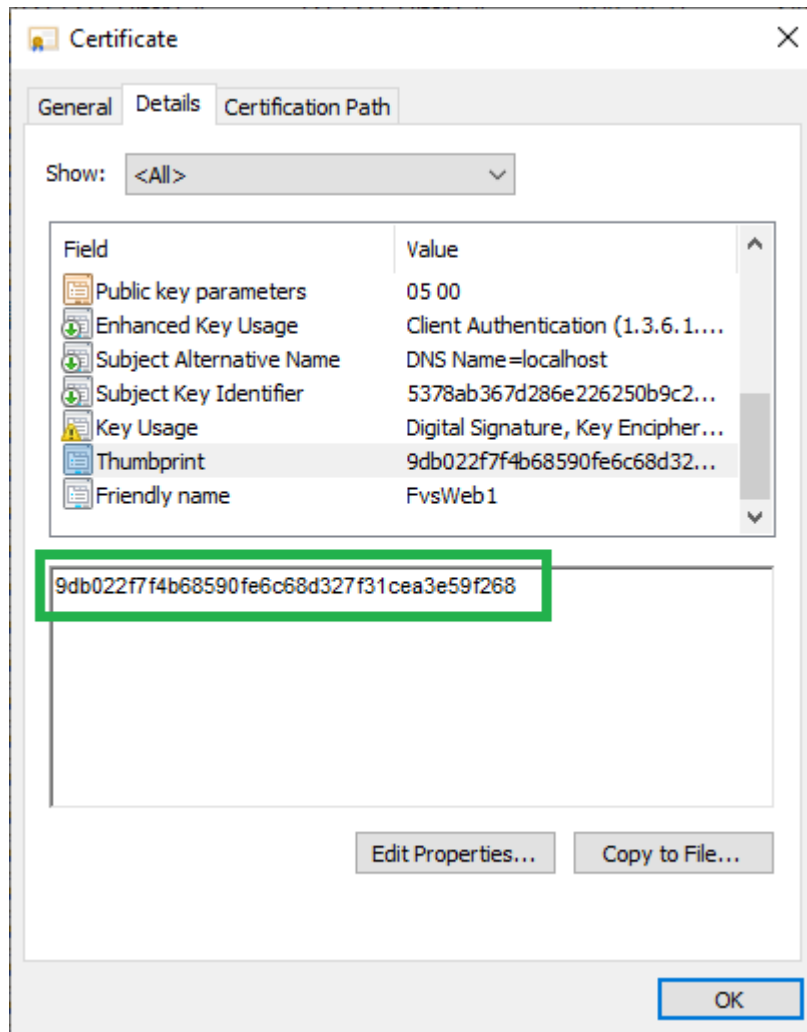 Certificate
General Details Certification Path
Show: <All>
Field Value
Public key parameters 05 00
Enhanced Key Usage Client Authentication (1.3.6.1....
Subject Alternative Name DNS Name=localhost
Subject Key Identifier 5378ab367d286e226250b9c2...
Key Usage Digital Signature, Key Encipher...
Thumbprint 9db022f7f4b68590fe6c68d32...
Friendly name FvsWeb1
9db022f7f4b68590fe6c68d327f31cea3e59f268
Edit Properties... Copy to File...
OK